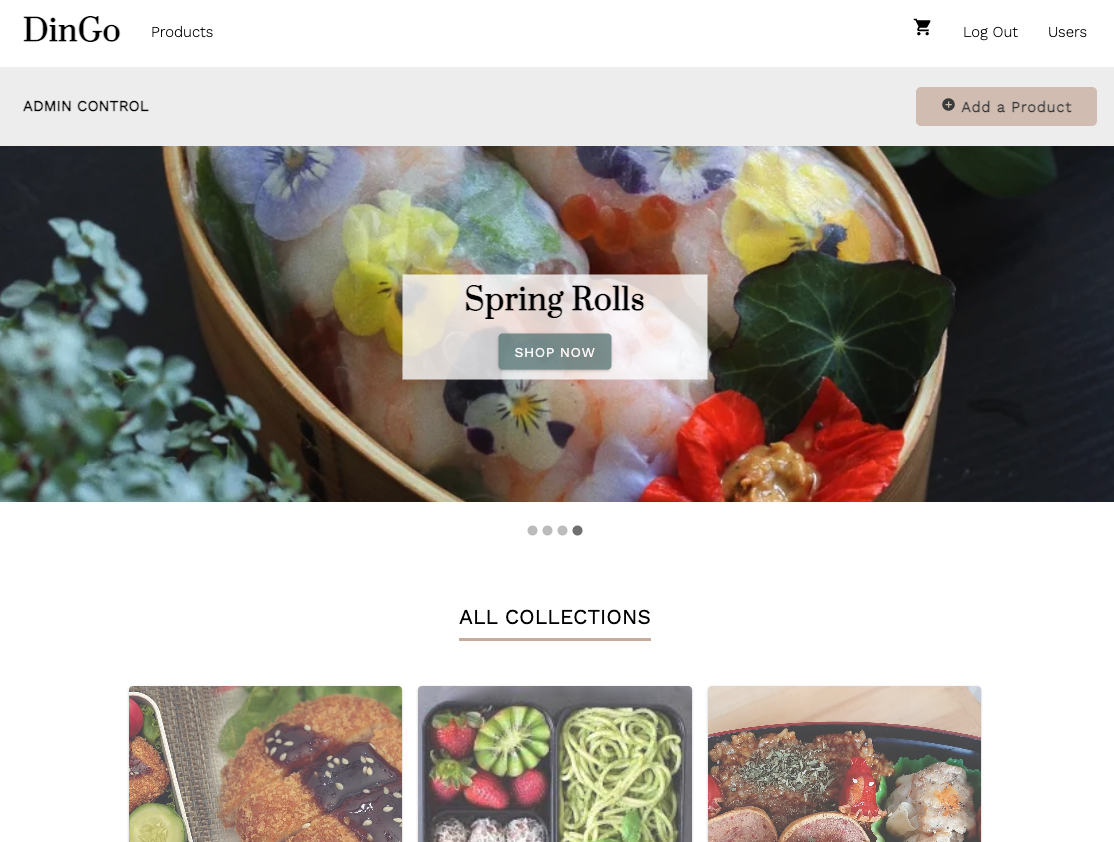 DinGo Products Log Out Users
ADMIN CONTROL Add a Product
Spring Rolls
SHOP NOW
ALL COLLECTIONS